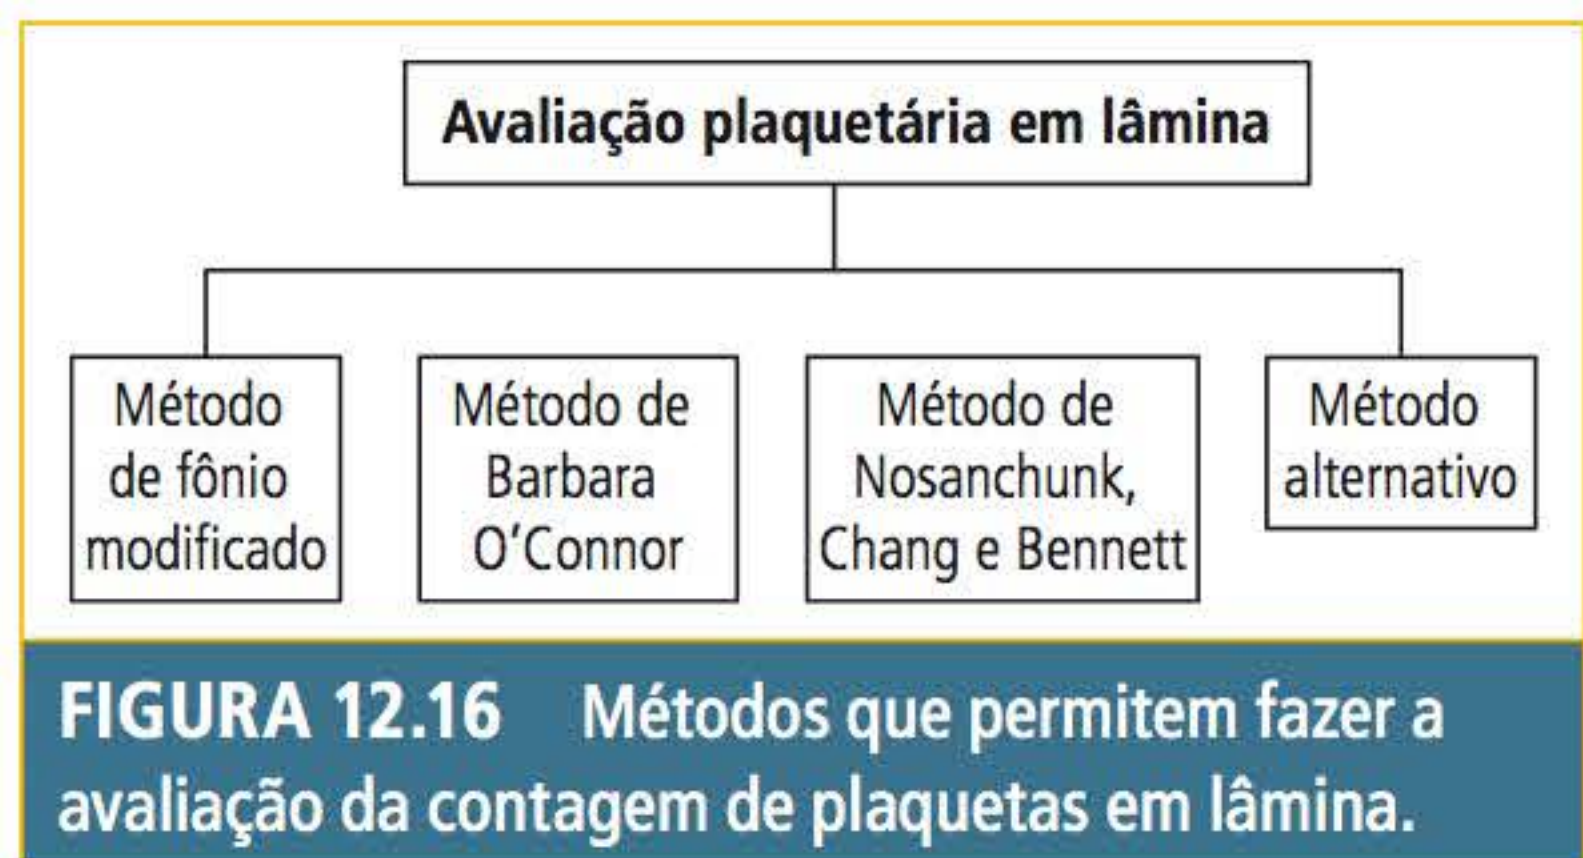 Avaliação plaquetária em lâmina
Método
de fônio
modificado
Método de
Barbara
O'Connor
Método de
Nosanchunk,
Chang e Bennett
Método
alternativo
FIGURA 12.16 Métodos que permitem fazer a
avaliação da contagem de plaquetas em lâmina.